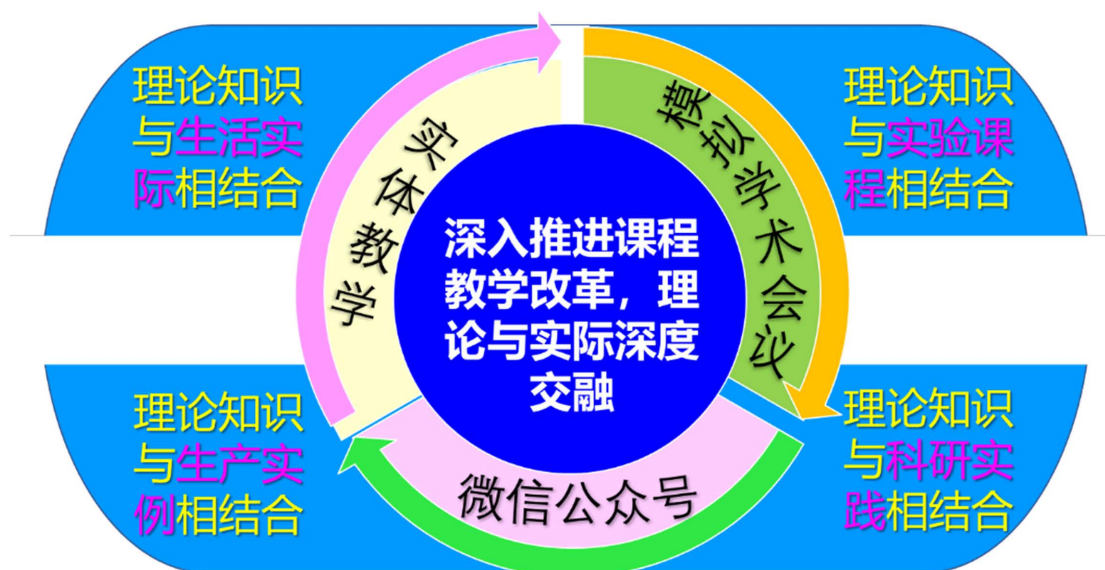 理论知识
与生活实
际相结合
理论知识
与实验课
程相结合
实体教学
模拟学术会议
深入推进课程
教学改革，理
论与实际深度
交融
理论知识
与生产实
例相结合
理论知识
与科研实
践相结合
微信公众号